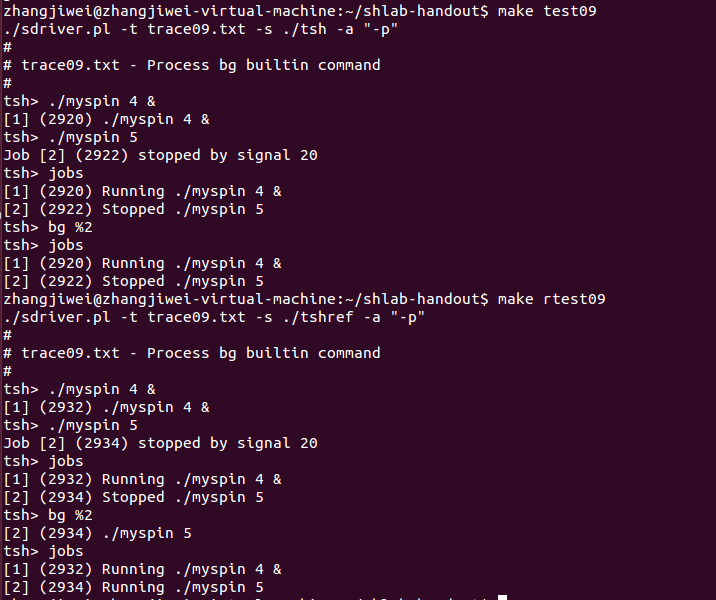 zhangjiwei@zhangjiwei-virtual-machine:~/shlab-handout$ make test09
./sdriver.pl -t trace09.txt -s ./tsh -a "-p"
#
# trace09.txt - Process bg builtin command
#
tsh> ./myspin 4 &
[1] (2920) ./myspin 4 &
tsh> ./myspin 5
Job [2] (2922) stopped by signal 20
tsh> jobs
[1] (2920) Running ./myspin 4 &
[2] (2922) Stopped ./myspin 5
tsh> bg %2
tsh> jobs
[1] (2920) Running ./myspin 4 &
[2] (2922) Stopped ./myspin 5
zhangjiwei@zhangjiwei-virtual-machine:~/shlab-handout$ make rtest09
./sdriver.pl -t trace09.txt -s ./tshref -a "-p"
#
# trace09.txt - Process bg builtin command
#
tsh> ./myspin 4 &
[1] (2932) ./myspin 4 &
tsh> ./myspin 5
Job [2] (2934) stopped by signal 20
tsh> jobs
[1] (2932) Running ./myspin 4 &
[2] (2934) Stopped ./myspin 5
tsh> bg %2
[2] (2934) ./myspin 5
tsh> jobs
[1] (2932) Running ./myspin 4 &
[2] (2934) Running ./myspin 5